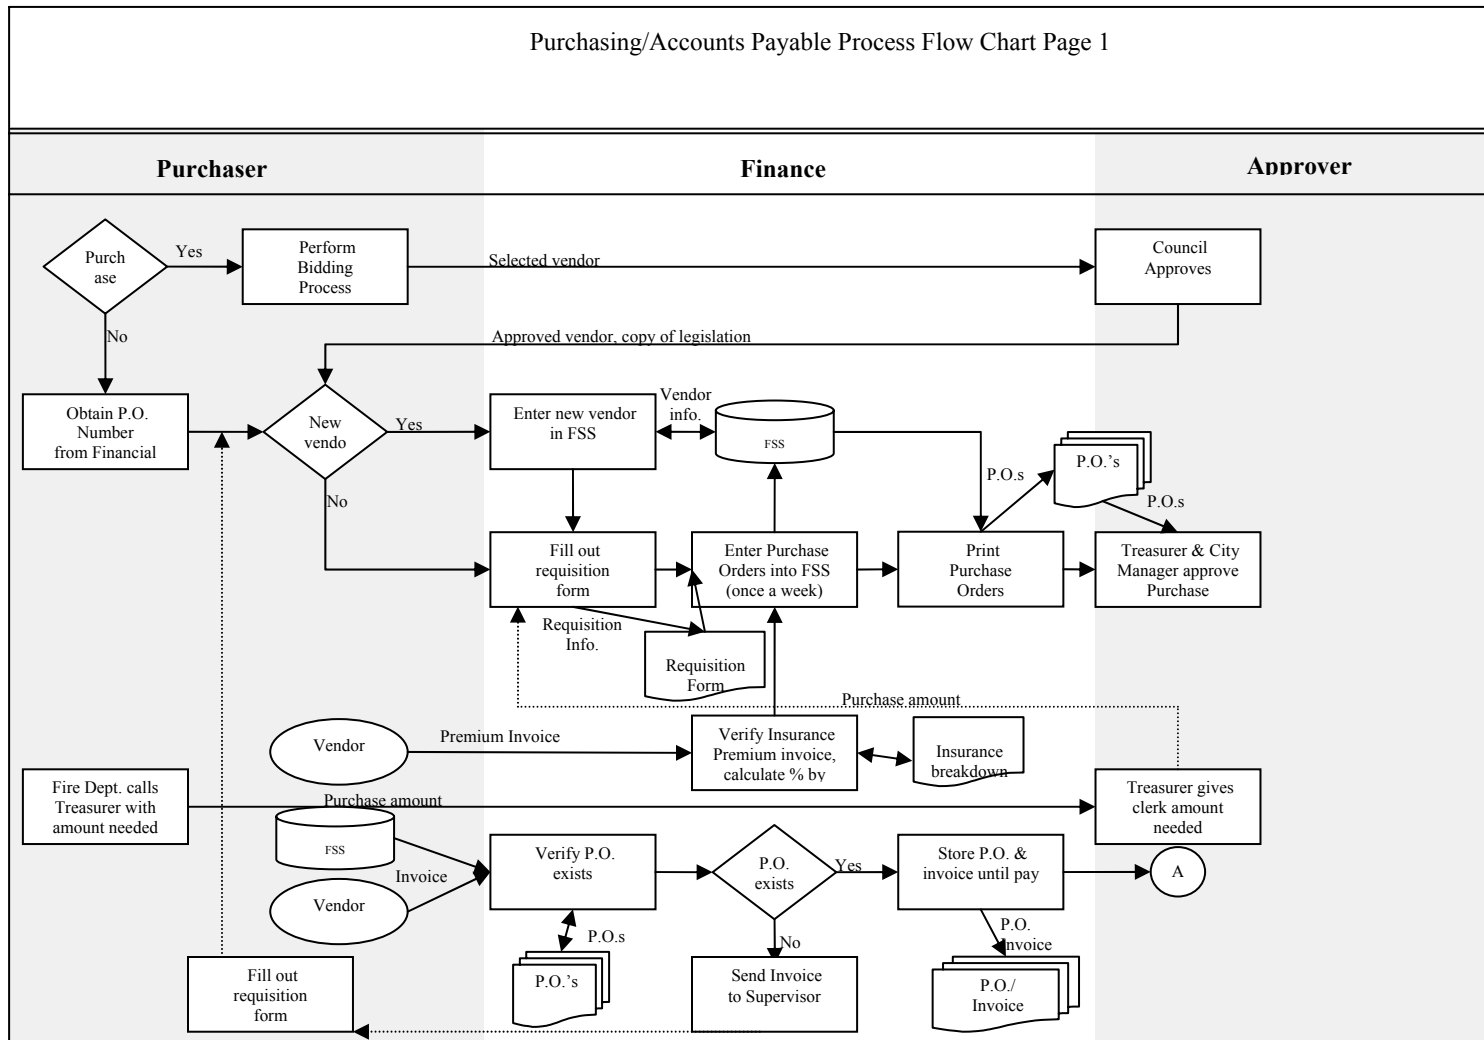 Purchasing/Accounts Payable Process Flow Chart Page 1
Purchaser
Finance
Approver
Purch
ase
Yes
No
Perform
Bidding
Process
Selected vendor
Council
Approves
Approved vendor, copy of legislation
Obtain P.O.
Number
from Financial
New
vendo
Yes
No
Enter new vendor
in FSS
Vendor
info.
FSS
P.O.s
P.O.'s
P.O.s
Fill out
requisition
form
Enter Purchase
Orders into FSS
(once a week)
Print
Purchase
Orders
Treasurer & City
Manager approve
Purchase
Requisition
Info.
Requisition
Form
Purchase amount
Vendor
Premium Invoice
Verify Insurance
Premium invoice,
calculate % by
Insurance
breakdown
Fire Dept. calls
Treasurer with
amount needed
Purchase amount
Treasurer gives
clerk amount
needed
FSS
Invoice
Vendor
Verify P.O.
exists
P.O.
exists
Yes
No
Store P.O. &
invoice until pay
A
P.O.s
P.O.'s
P.O.
Invoice
P.O./
Invoice
Fill out
requisition
form
Send Invoice
to Supervisor